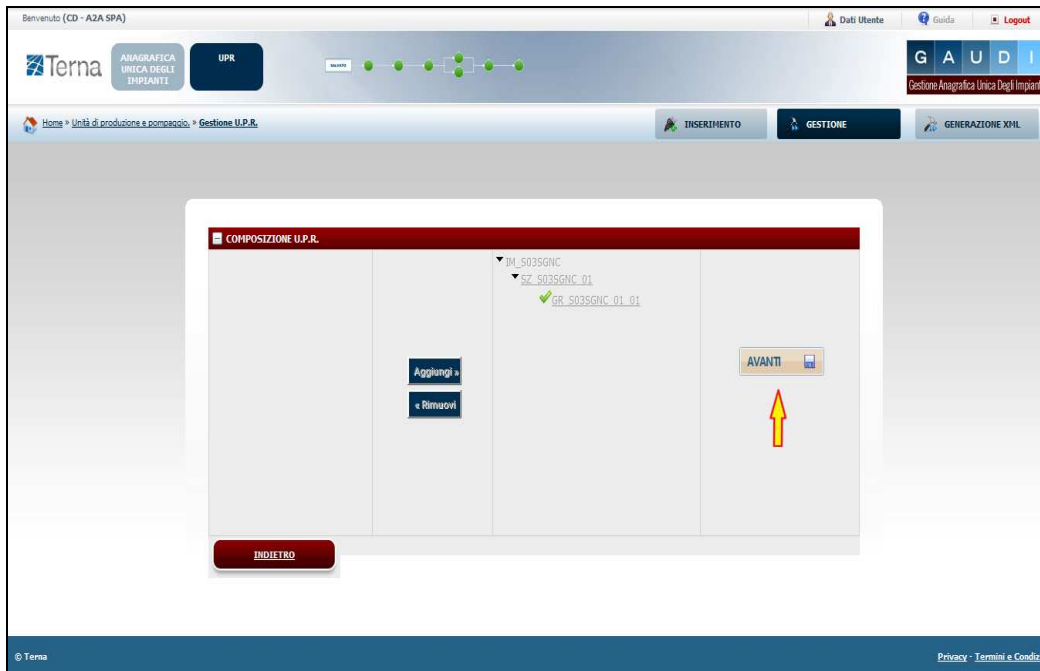 Benvenuto (CD - A2A SPA)
Dati Utente
Guida
Logout
Terna
ANAGRAFICA
UNICA DEGLI
IMPIANTI
UPR
G A U D I
Gestione Anagrafica Unica Degli Impiant
Home » Unità di produzione e pompaggio. » Gestione U.P.R.
INSERIMENTO
GESTIONE
GENERAZIONE XML
COMPOSIZIONE U.P.R.
IM_S03SGNC
SZ_S03SGNC_01
GR_S03SGNC_01_01
Aggiungi »
« Rimuovi
AVANTI
INDIETRO
© Terna
Privacy - Termini e Condiz